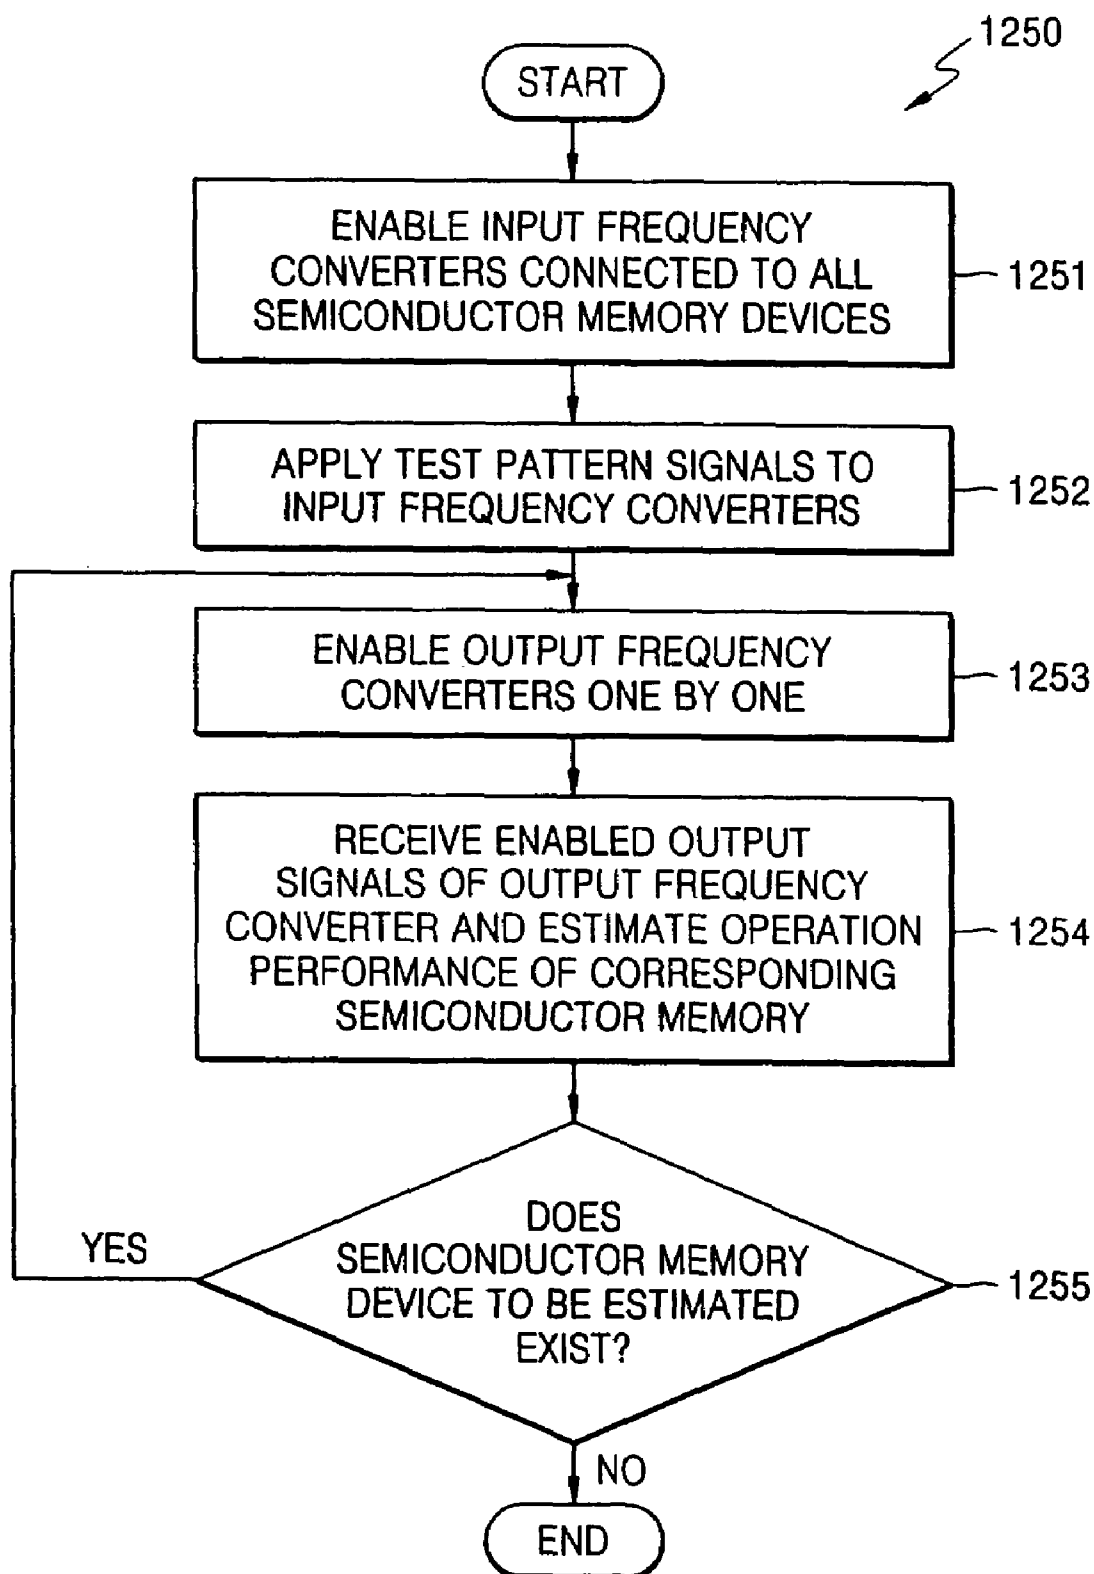 1250
START
ENABLE INPUT FREQUENCY
CONVERTERS CONNECTED TO ALL
SEMICONDUCTOR MEMORY DEVICES
1251
APPLY TEST PATTERN SIGNALS TO
INPUT FREQUENCY CONVERTERS
1252
ENABLE OUTPUT FREQUENCY
CONVERTERS ONE BY ONE
1253
RECEIVE ENABLED OUTPUT
SIGNALS OF OUTPUT FREQUENCY
CONVERTER AND ESTIMATE OPERATION
PERFORMANCE OF CORRESPONDING
SEMICONDUCTOR MEMORY
1254
YES
DOES
SEMICONDUCTOR MEMORY
DEVICE TO BE ESTIMATED
EXIST?
1255
NO
END